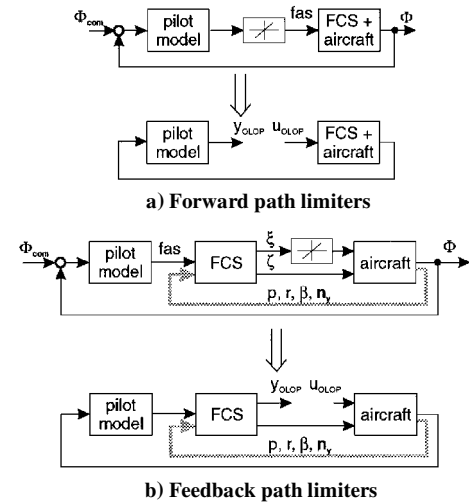 Φcom pilot model fas FCS + aircraft Φ
pilot model yOLOP uOLOP FCS + aircraft
a) Forward path limiters
Φcom pilot model fas FCS ξ ζ aircraft Φ
p, r, β, ny
pilot model FCS yOLOP uOLOP aircraft
p, r, β, ny
b) Feedback path limiters